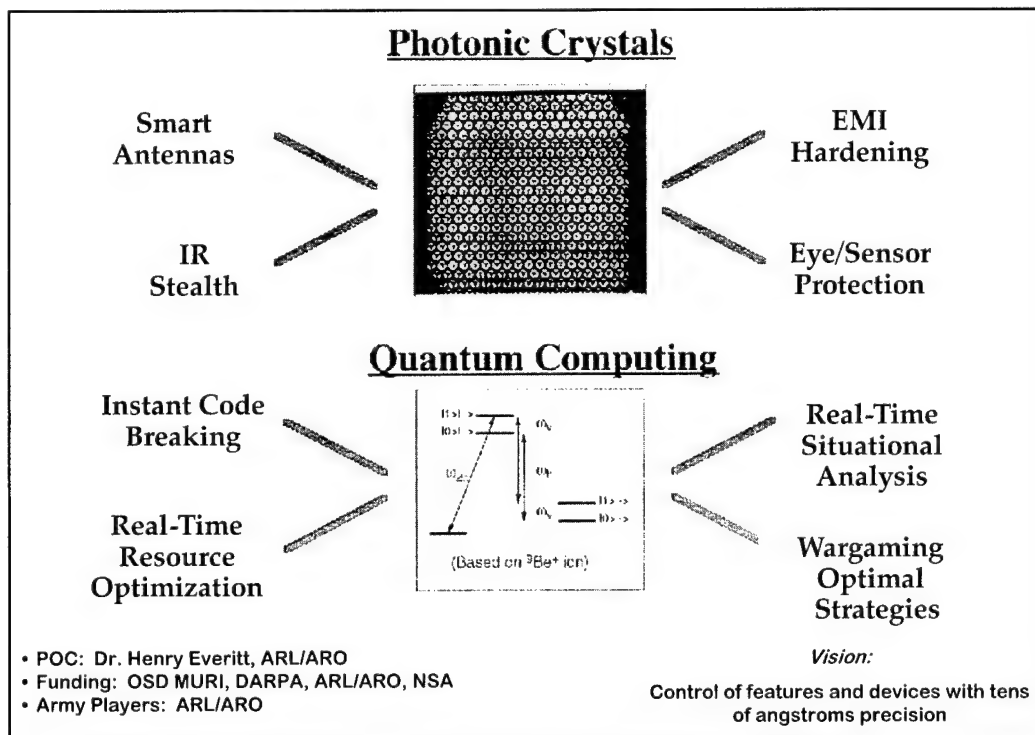 Photonic Crystals
Smart
Antennas
EMI
Hardening
IR
Stealth
Eye/Sensor
Protection
Quantum Computing
Instant Code
Breaking
Real-Time
Situational
Analysis
Real-Time
Resource
Optimization
(Based on ⁹Be⁺ ion)
Wargaming
Optimal
Strategies
• POC: Dr. Henry Everitt, ARL/ARO
• Funding: OSD MURI, DARPA, ARL/ARO, NSA
• Army Players: ARL/ARO
Vision:
Control of features and devices with tens
of angstroms precision